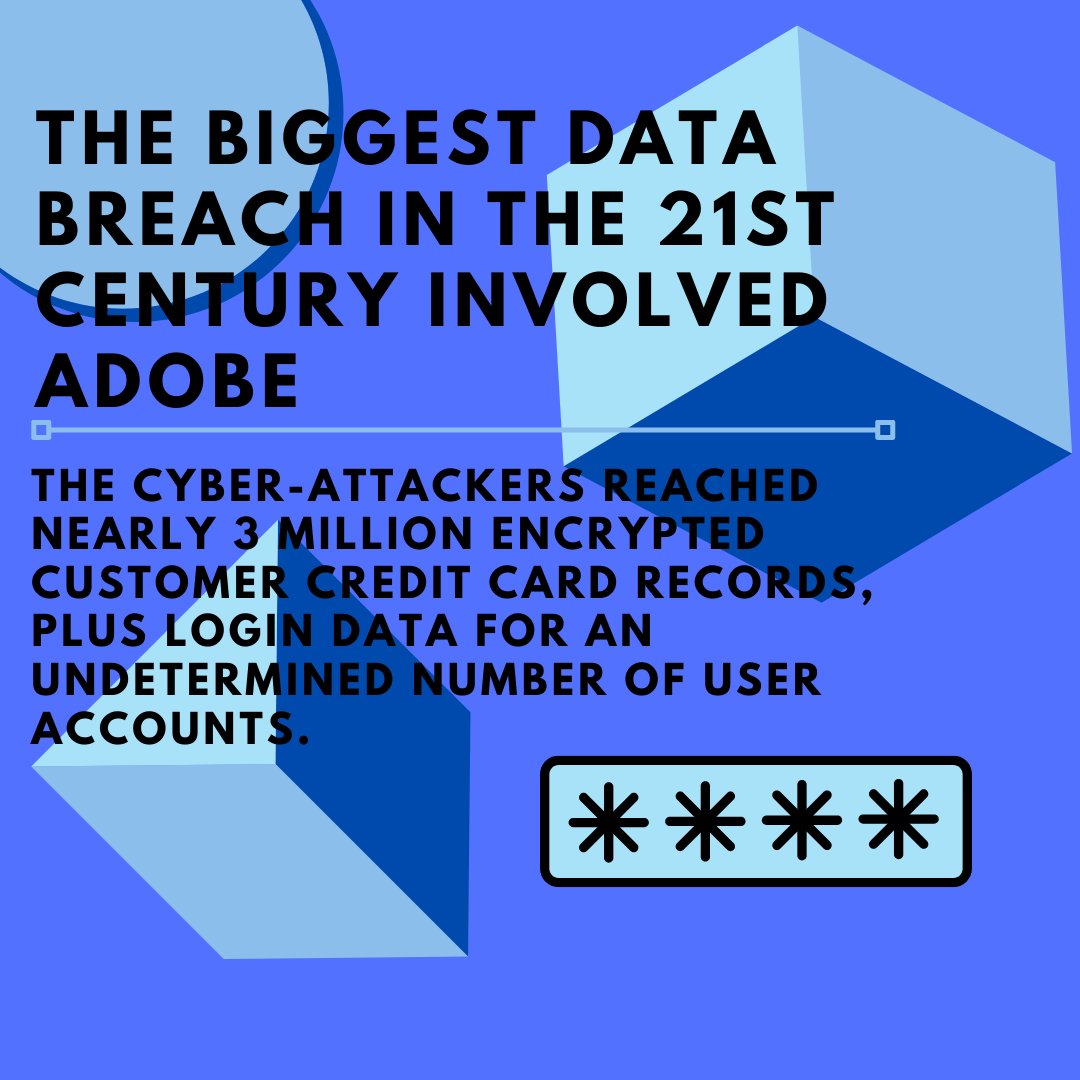 THE BIGGEST DATA
BREACH IN THE 21ST
CENTURY INVOLVED
ADOBE
THE CYBER-ATTACKERS REACHED
NEARLY 3 MILLION ENCRYPTED
CUSTOMER CREDIT CARD RECORDS,
PLUS LOGIN DATA FOR AN
UNDETERMINED NUMBER OF USER
ACCOUNTS.
****